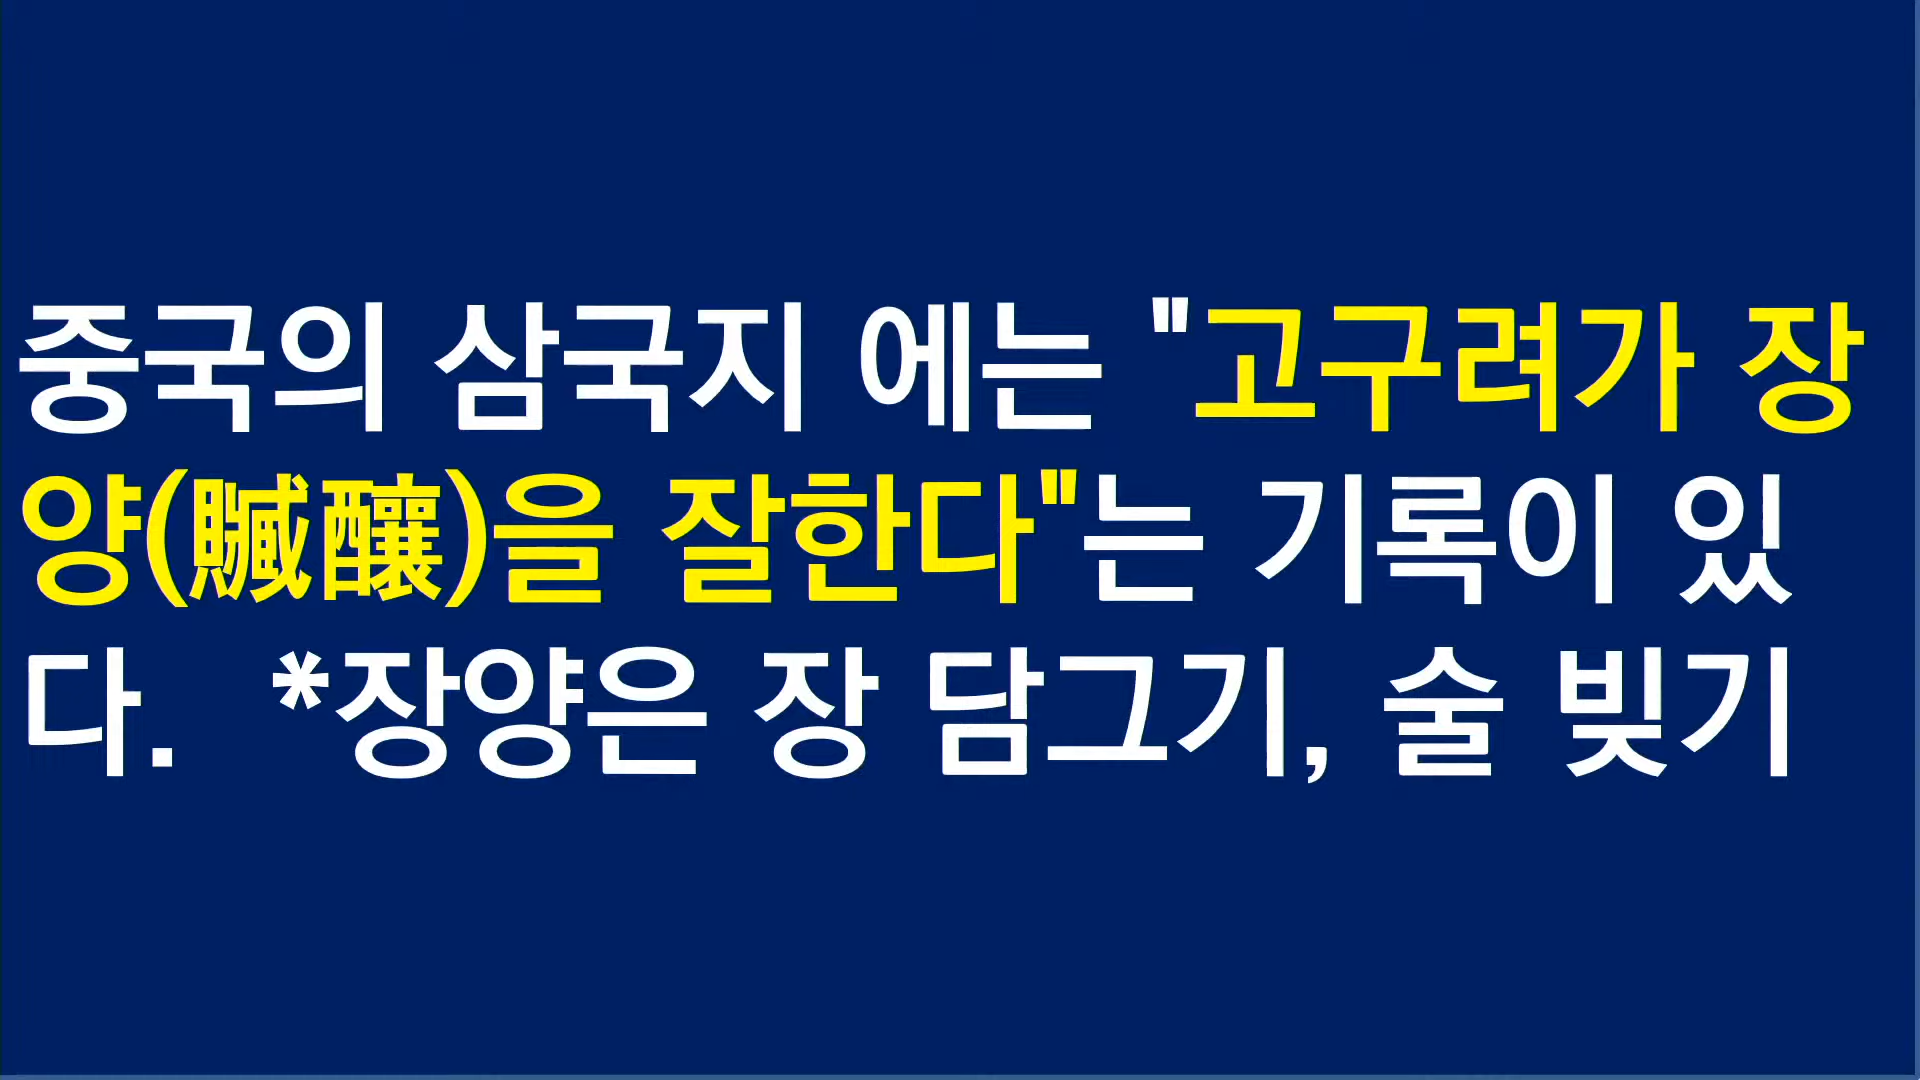 중국의 삼국지 에는 "고구려가 장
양(贓釀)을 잘한다"는 기록이 있
다. *장양은 장 담그기, 술 빚기